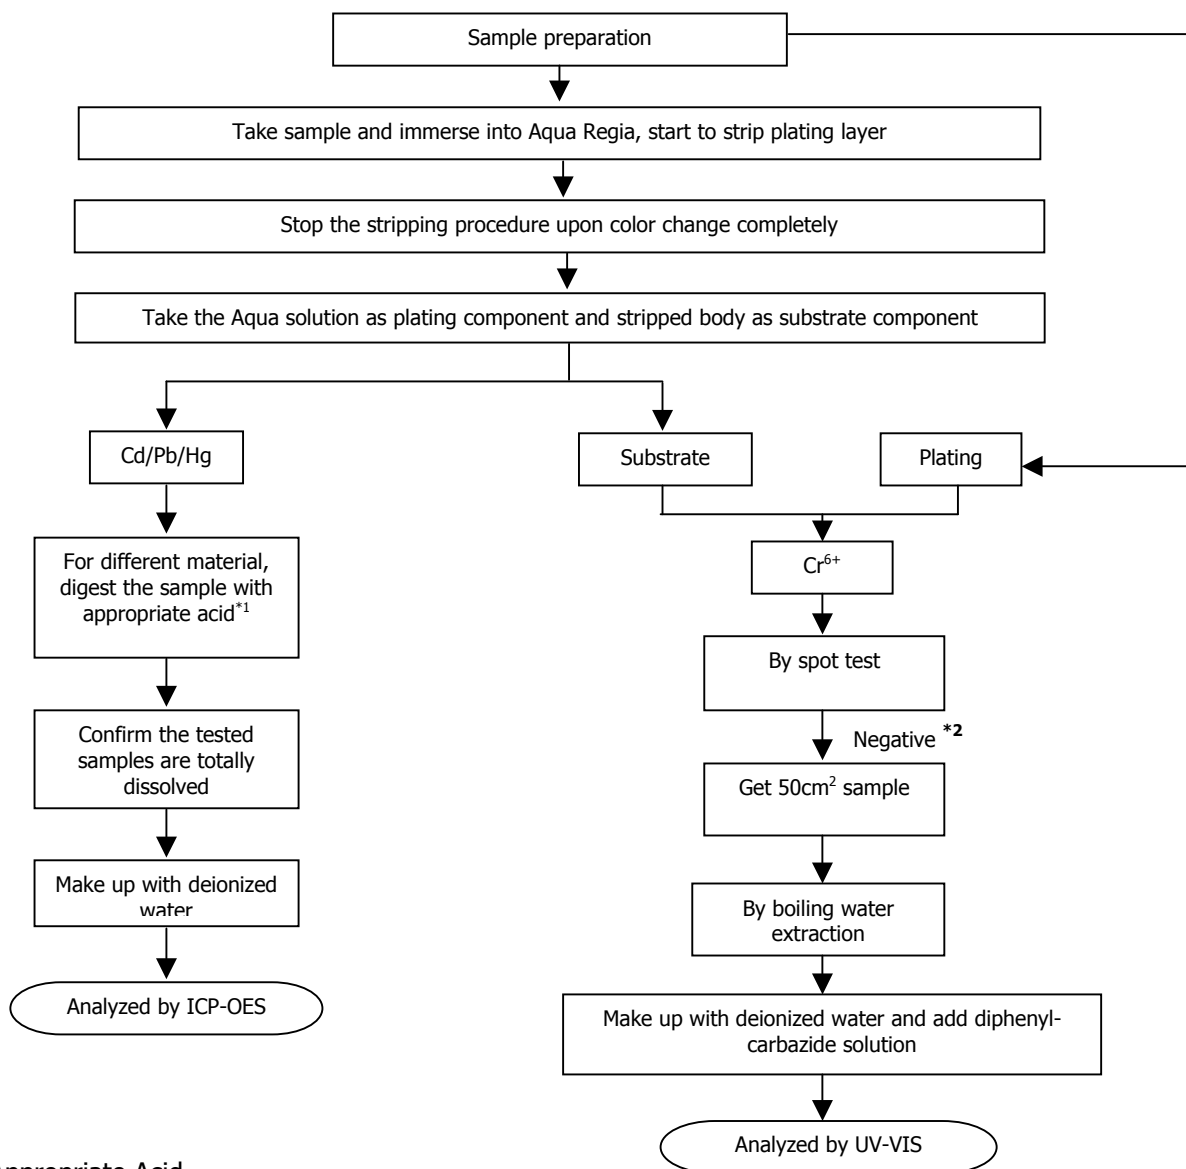 Sample preparation
Take sample and immerse into Aqua Regia, start to strip plating layer
Stop the stripping procedure upon color change completely
Take the Aqua solution as plating component and stripped body as substrate component
Cd/Pb/Hg
Substrate
Plating
For different material,
digest the sample with
appropriate acid*1
Cr6+
By spot test
Confirm the tested
samples are totally
dissolved
Negative *2
Get 50cm2 sample
Make up with deionized
water
By boiling water
extraction
Analyzed by ICP-OES
Make up with deionized water and add diphenyl-
carbazide solution
Analyzed by UV-VIS
Appropriate Acid